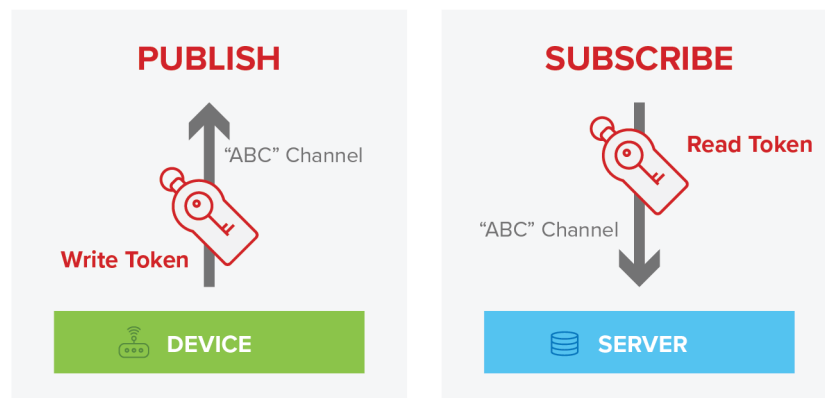 PUBLISH
“ABC” Channel
Write Token
DEVICE
SUBSCRIBE
Read Token
“ABC” Channel
SERVER